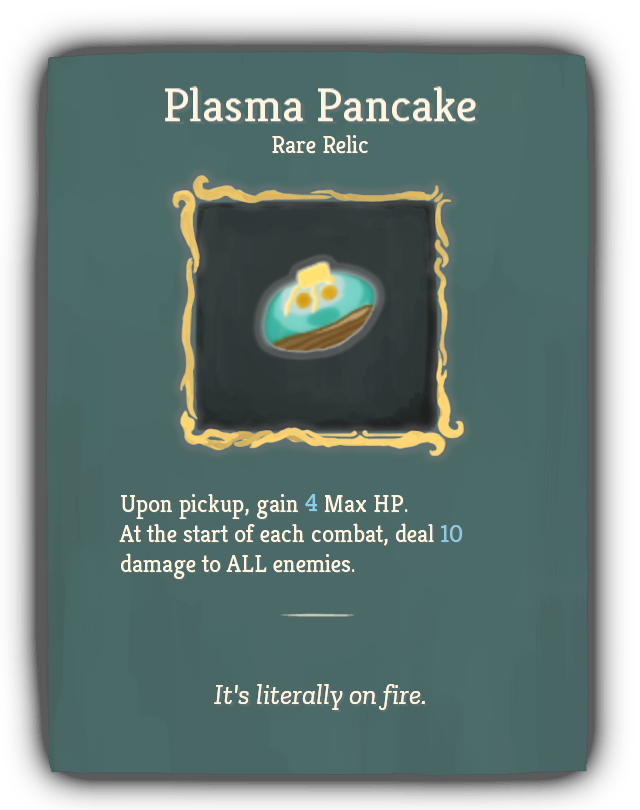 Plasma Pancake
Rare Relic
Upon pickup, gain 4 Max HP.
At the start of each combat, deal 10
damage to ALL enemies.
It's literally on fire.